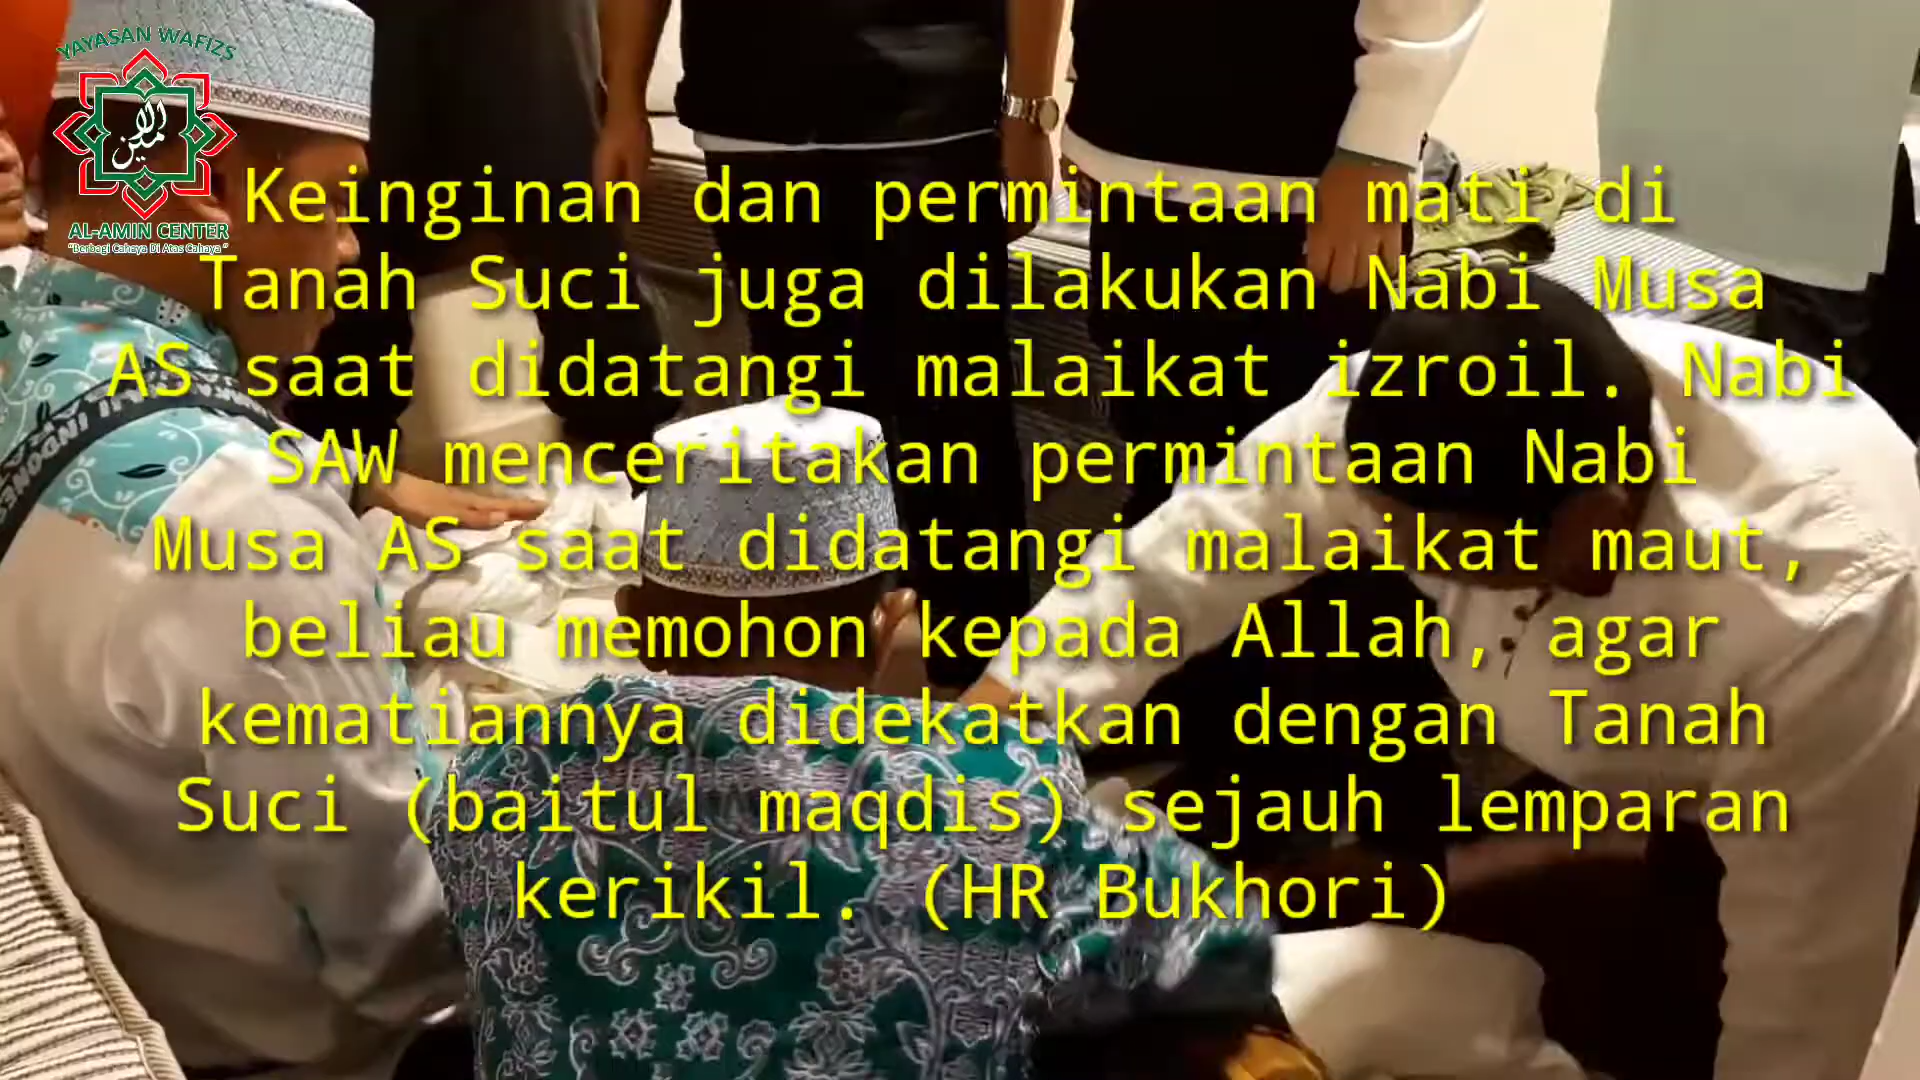 YAYASAN WAFIZS
الامين
AL-AMIN CENTER
"Berbagi Cahaya Di Atas Cahaya"
Keinginan dan permintaan mati di
Tanah Suci juga dilakukan Nabi Musa
AS saat didatangi malaikat izroil. Nabi
SAW menceritakan permintaan Nabi
Musa AS saat didatangi malaikat maut,
beliau memohon kepada Allah, agar
kematiannya didekatkan dengan Tanah
Suci (baitul maqdis) sejauh lemparan
kerikil. (HR Bukhori)